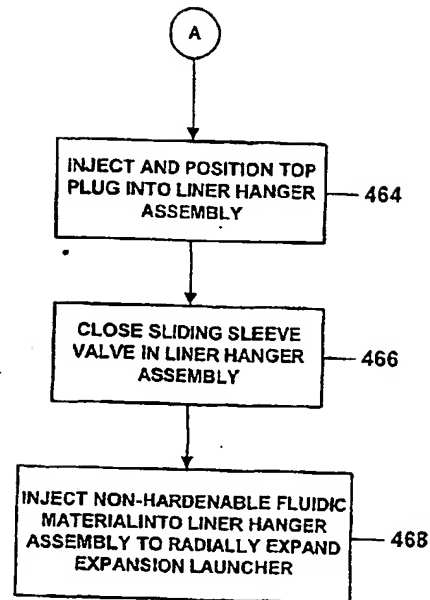 A
INJECT AND POSITION TOP
PLUG INTO LINER HANGER
ASSEMBLY
464
CLOSE SLIDING SLEEVE
VALVE IN LINER HANGER
ASSEMBLY
466
INJECT NON-HARDENABLE FLUIDIC
MATERIALINTO LINER HANGER
ASSEMBLY TO RADIALLY EXPAND
EXPANSION LAUNCHER
468